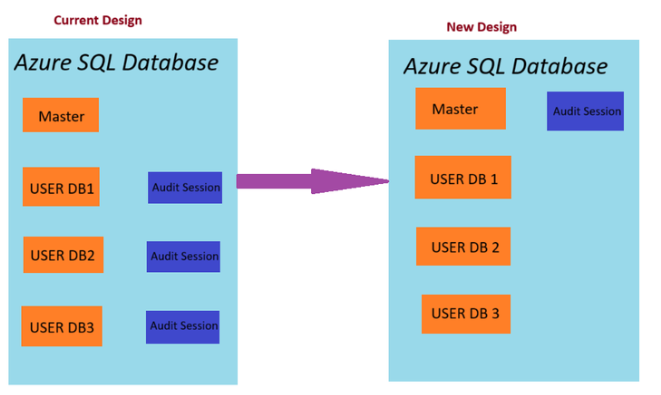 Current Design
Azure SQL Database
Master
USER DB1
Audit Session
USER DB2
Audit Session
USER DB3
Audit Session
New Design
Azure SQL Database
Master
Audit Session
USER DB 1
USER DB 2
USER DB 3